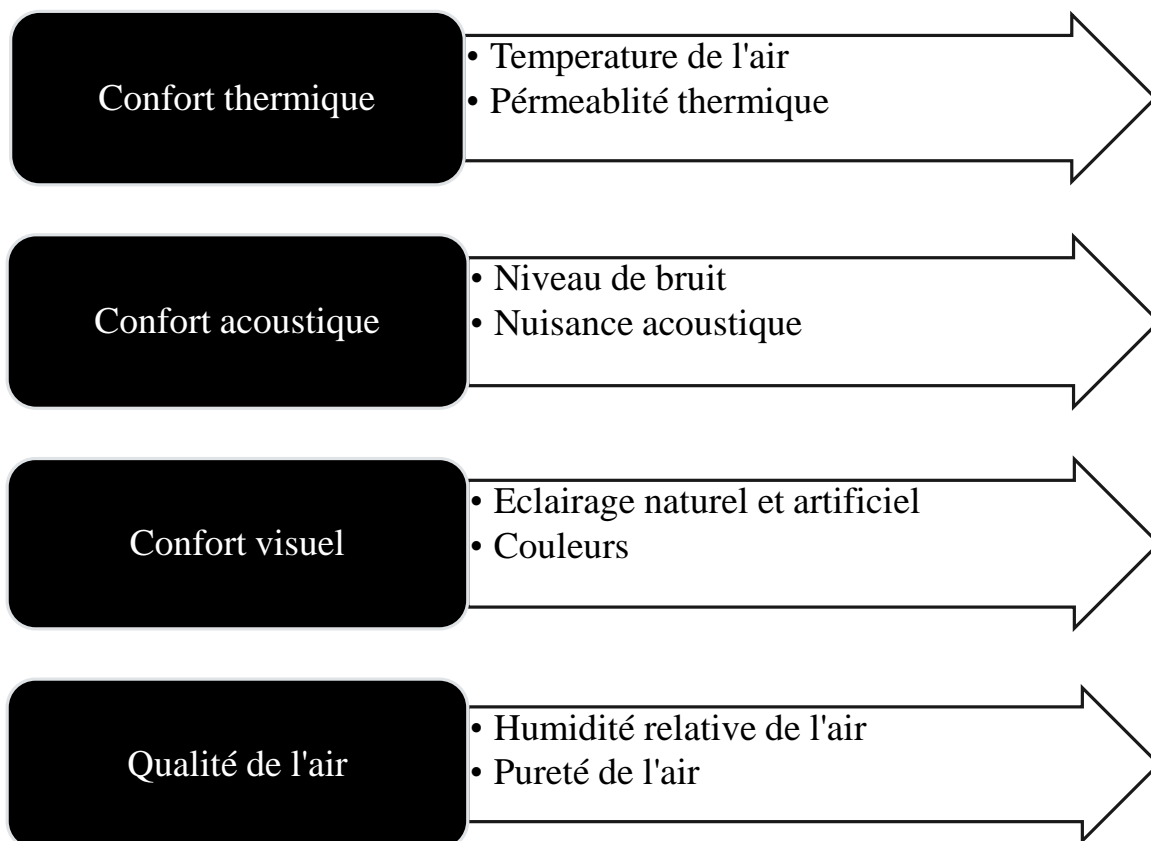 Confort thermique
• Temperature de l'air
• Pérmeablité thermique
Confort acoustique
• Niveau de bruit
• Nuisance acoustique
Confort visuel
• Eclairage naturel et artificiel
• Couleurs
Qualité de l'air
• Humidité relative de l'air
• Pureté de l'air